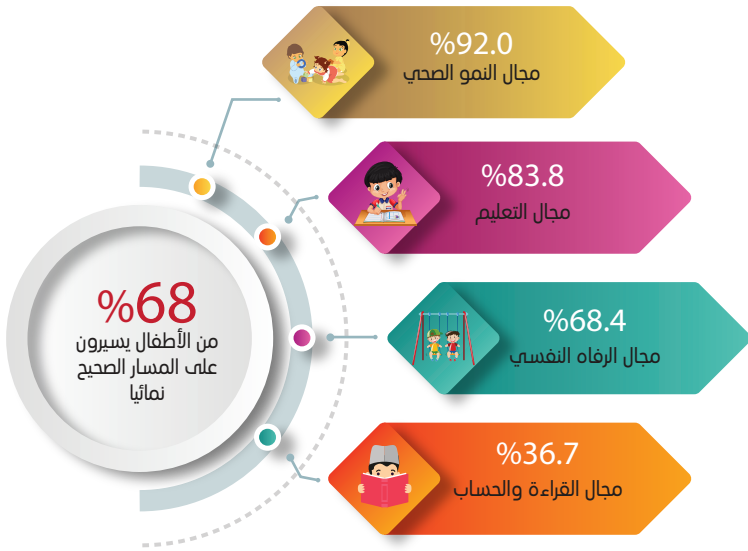 %92.0
مجال النمو الصحي
%83.8
مجال التعليم
%68
من الأطفال يسيرون
على المسار الصحيح
نمائيا
%68.4
مجال الرفاه النفسي
%36.7
مجال القراءة والحساب